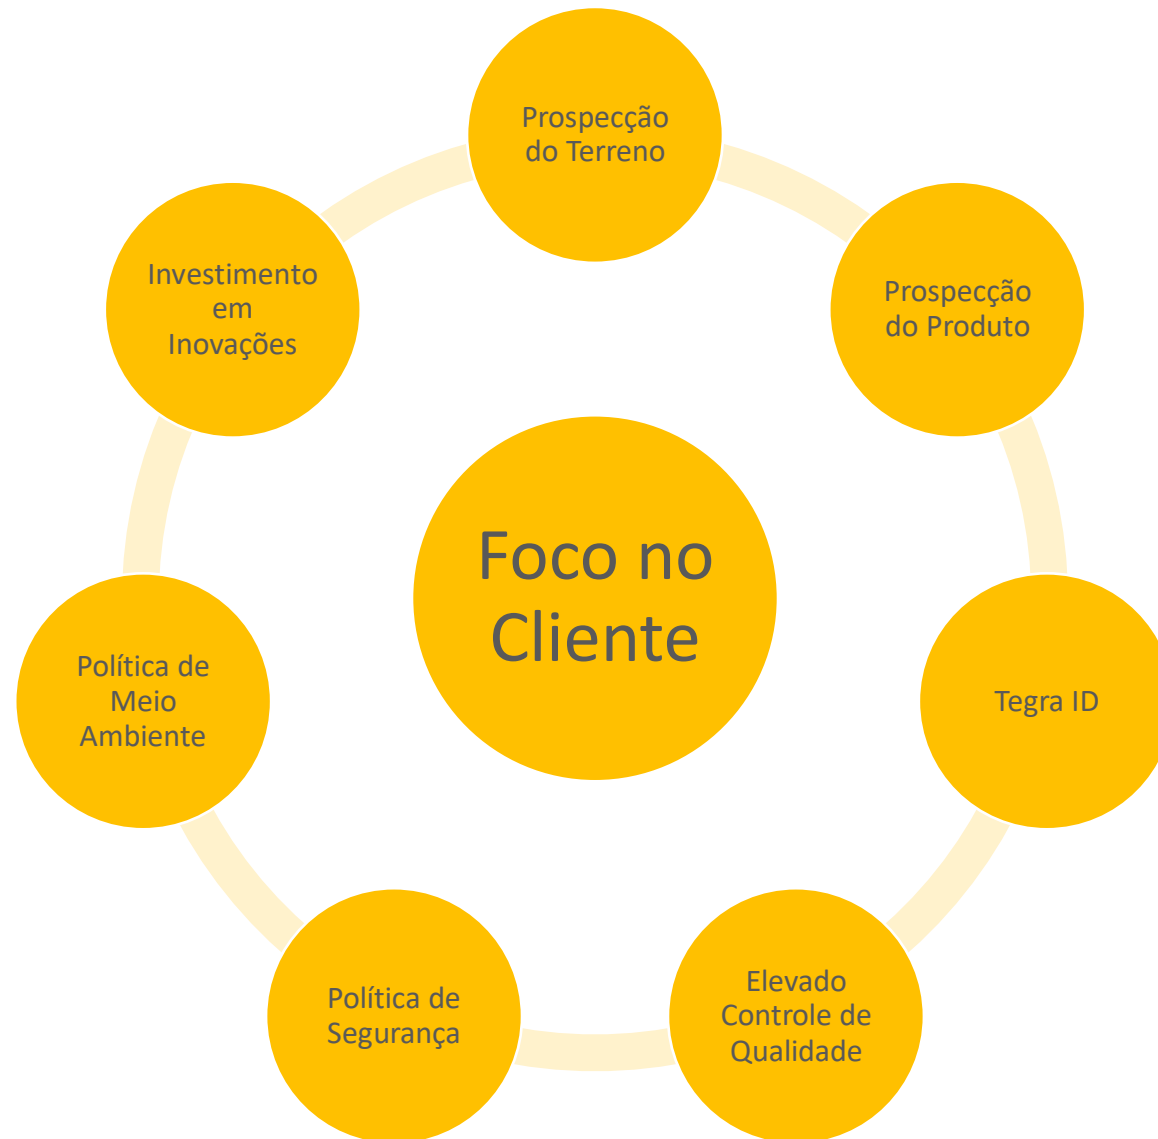 Prospecção
do Terreno
Prospecção
do Produto
Tegra ID
Elevado
Controle de
Qualidade
Política de
Segurança
Política de
Meio
Ambiente
Investimento
em
Inovações
Foco no
Cliente